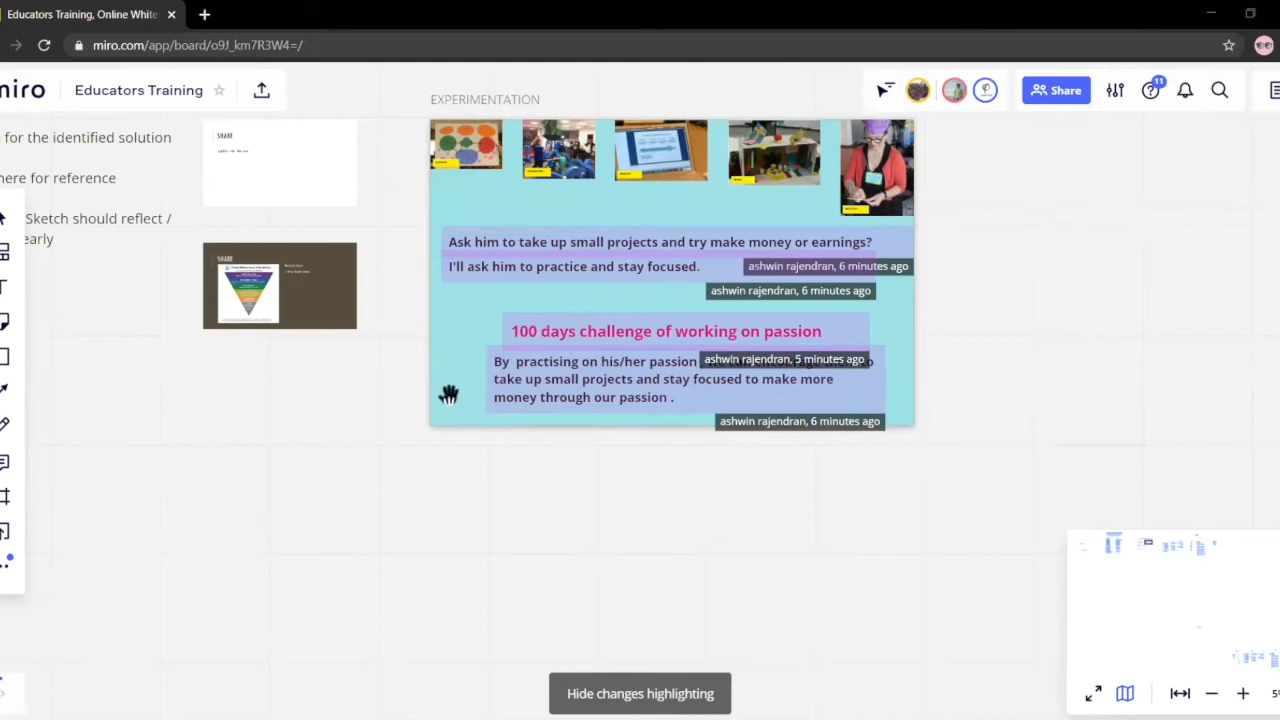 Educators Training, Online White
miro.com/app/board/o9J_km7R3W4=/
miro
Educators Training
11
Share
EXPERIMENTATION
for the identified solution
here for reference
Sketch should reflect /
early
SHARE
SHARE
Ask him to take up small projects and try make money or earnings?
I'll ask him to practice and stay focused.
ashwin rajendran, 6 minutes ago
ashwin rajendran, 6 minutes ago
100 days challenge of working on passion
ashwin rajendran, 5 minutes ago
By practising on his/her passion
take up small projects and stay focused to make more
money through our passion .
ashwin rajendran, 6 minutes ago
Hide changes highlighting